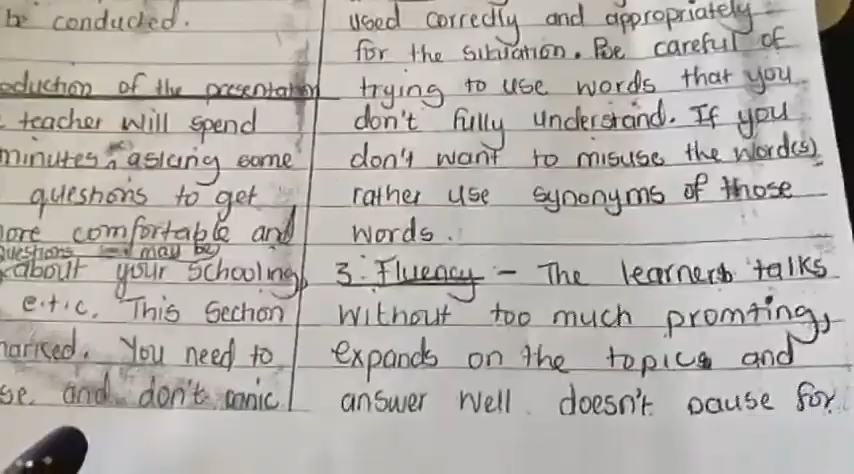 be conducted.
oduction of the presentation
teacher will spend
minutes asking some
questions to get
ore comfortable and
questions may be
about your schooling,
e.t.c. This section
marked. You need to
se and don't panic
used correctly and appropriately
for the situation. Be careful of
trying to use words that you
don't fully understand. If you
don't want to misuse the word(s)
rather use synonyms of those
words.
3. Fluency - The learners talks
without too much promting,
expands on the topics and
answer well doesn't pause for